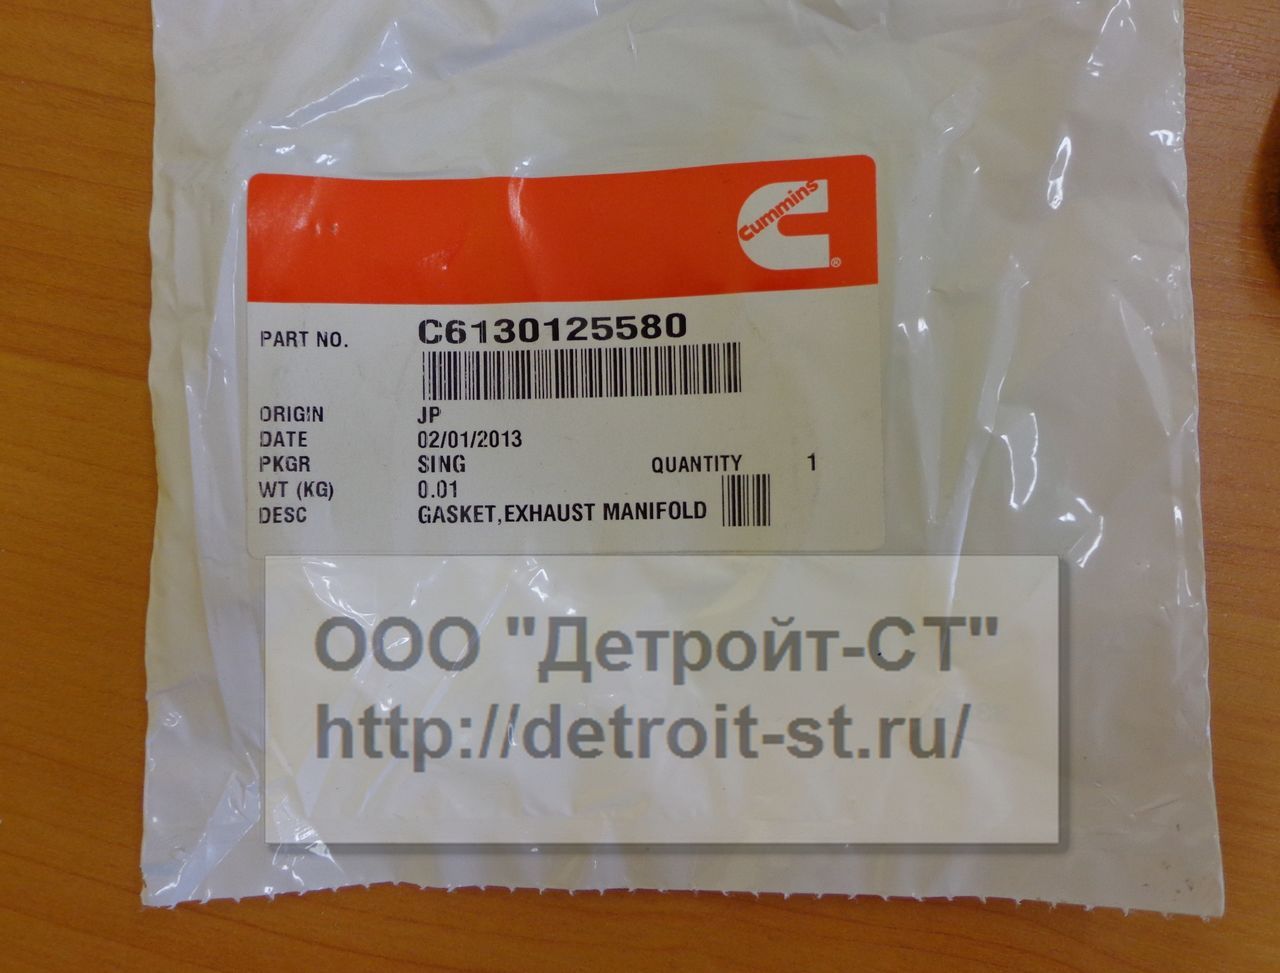 Cummins
®
PART NO. C6130125580
ORIGIN JP
DATE 02/01/2013
PKGR SING QUANTITY 1
WT (KG) 0.01
DESC GASKET,EXHAUST MANIFOLD
ООО "Детройт-СТ"
http://detroit-st.ru/